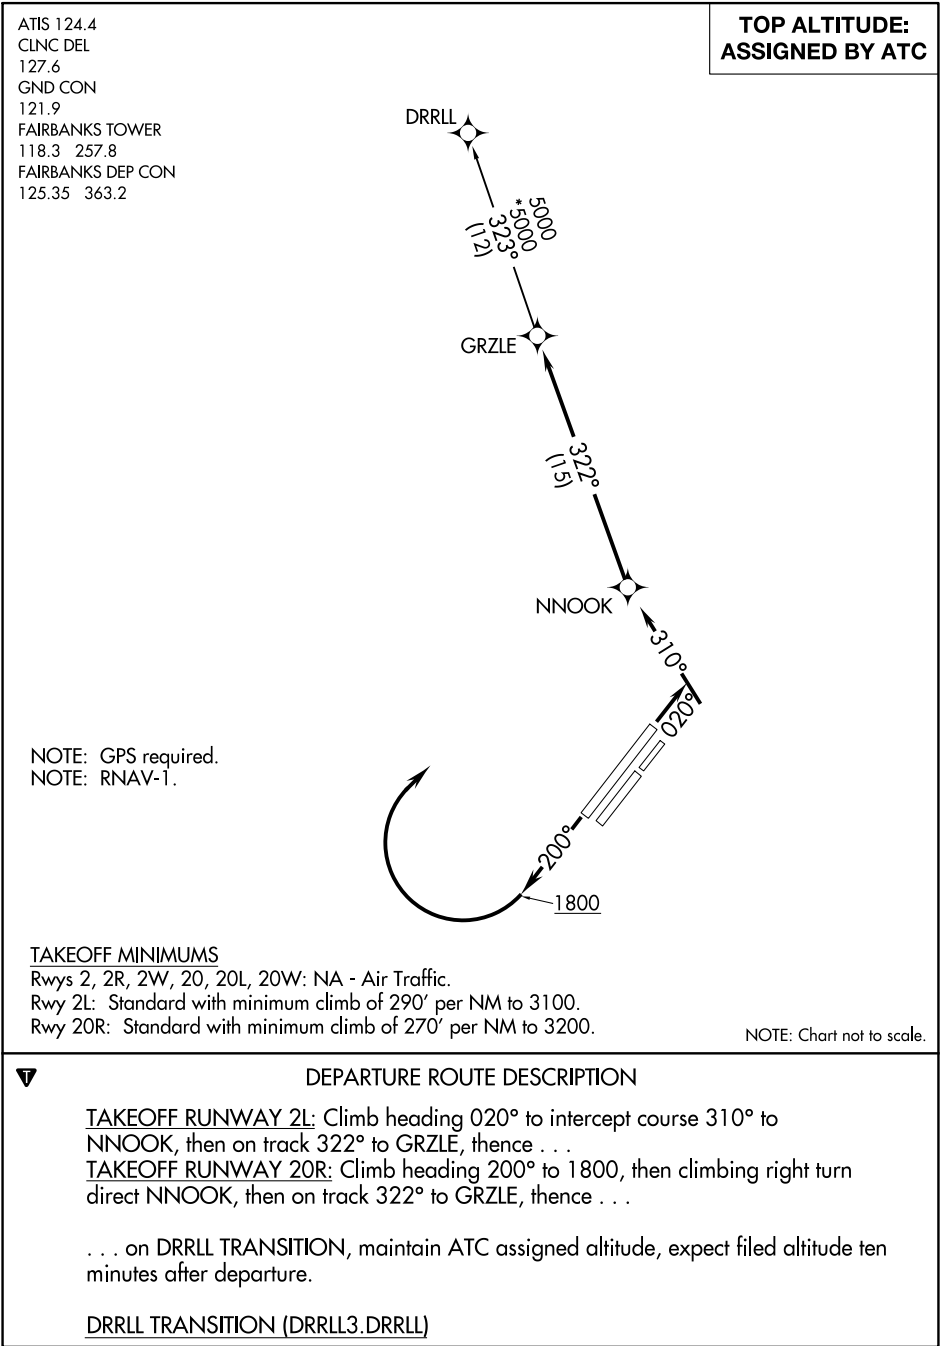 ATIS 124.4
CLNC DEL
127.6
GND CON
121.9
FAIRBANKS TOWER
118.3 257.8
FAIRBANKS DEP CON
125.35 363.2
TOP ALTITUDE:
ASSIGNED BY ATC
DRRLL
5000
*5000
323°
(12)
GRZLE
322°
(15)
NNOOK
310°
020°
NOTE: GPS required.
NOTE: RNAV-1.
200°
1800
TAKEOFF MINIMUMS
Rwys 2, 2R, 2W, 20, 20L, 20W: NA - Air Traffic.
Rwy 2L: Standard with minimum climb of 290' per NM to 3100.
Rwy 20R: Standard with minimum climb of 270' per NM to 3200.
NOTE: Chart not to scale.
T
DEPARTURE ROUTE DESCRIPTION
TAKEOFF RUNWAY 2L: Climb heading 020° to intercept course 310° to
NNOOK, then on track 322° to GRZLE, thence . . .
TAKEOFF RUNWAY 20R: Climb heading 200° to 1800, then climbing right turn
direct NNOOK, then on track 322° to GRZLE, thence . . .
. . . on DRRLL TRANSITION, maintain ATC assigned altitude, expect filed altitude ten
minutes after departure.
DRRLL TRANSITION (DRRLL3.DRRLL)